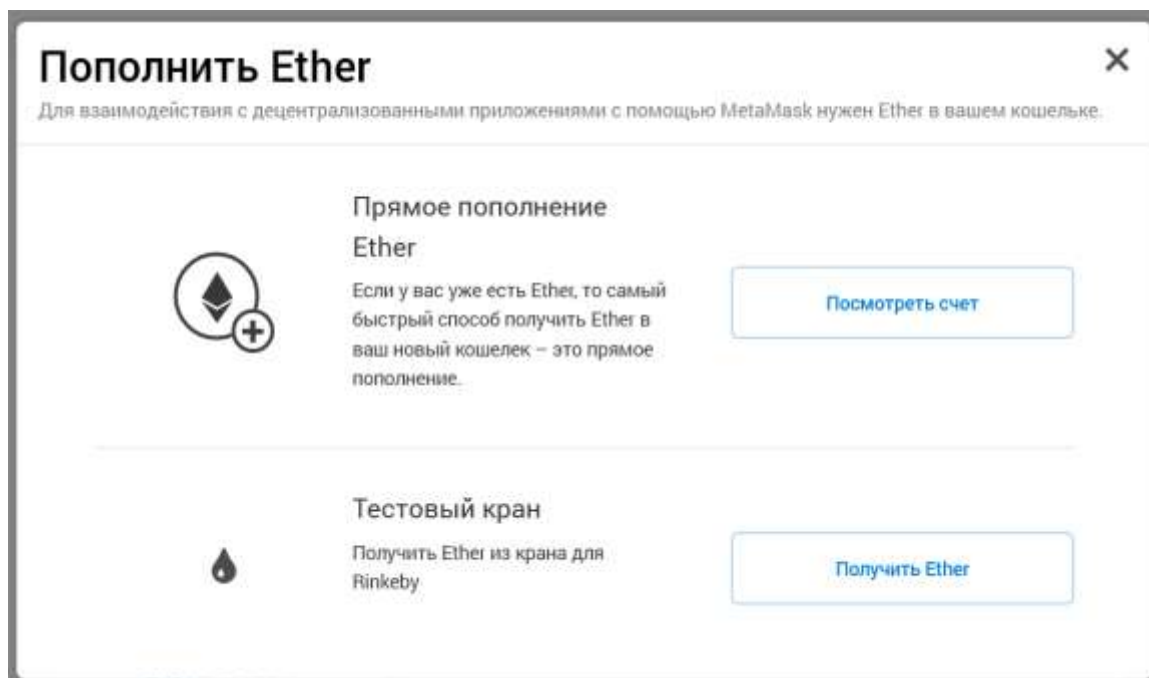 Пополнить Ether
Для взаимодействия с децентрализованными приложениями с помощью MetaMask нужен Ether в вашем кошельке.
Прямое пополнение
Ether
Если у вас уже есть Ether, то самый
быстрый способ получить Ether в
ваш новый кошелек – это прямое
пополнение.
Посмотреть счет
Тестовый кран
Получить Ether из крана для
Rinkeby
Получить Ether